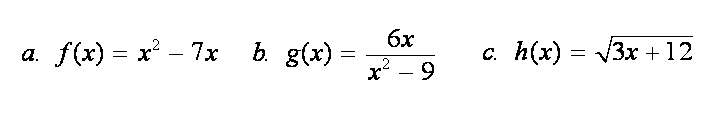 a. f(x) = x² − 7x b. g(x) = 6x / (x² − 9) c. h(x) = √(3x + 12)